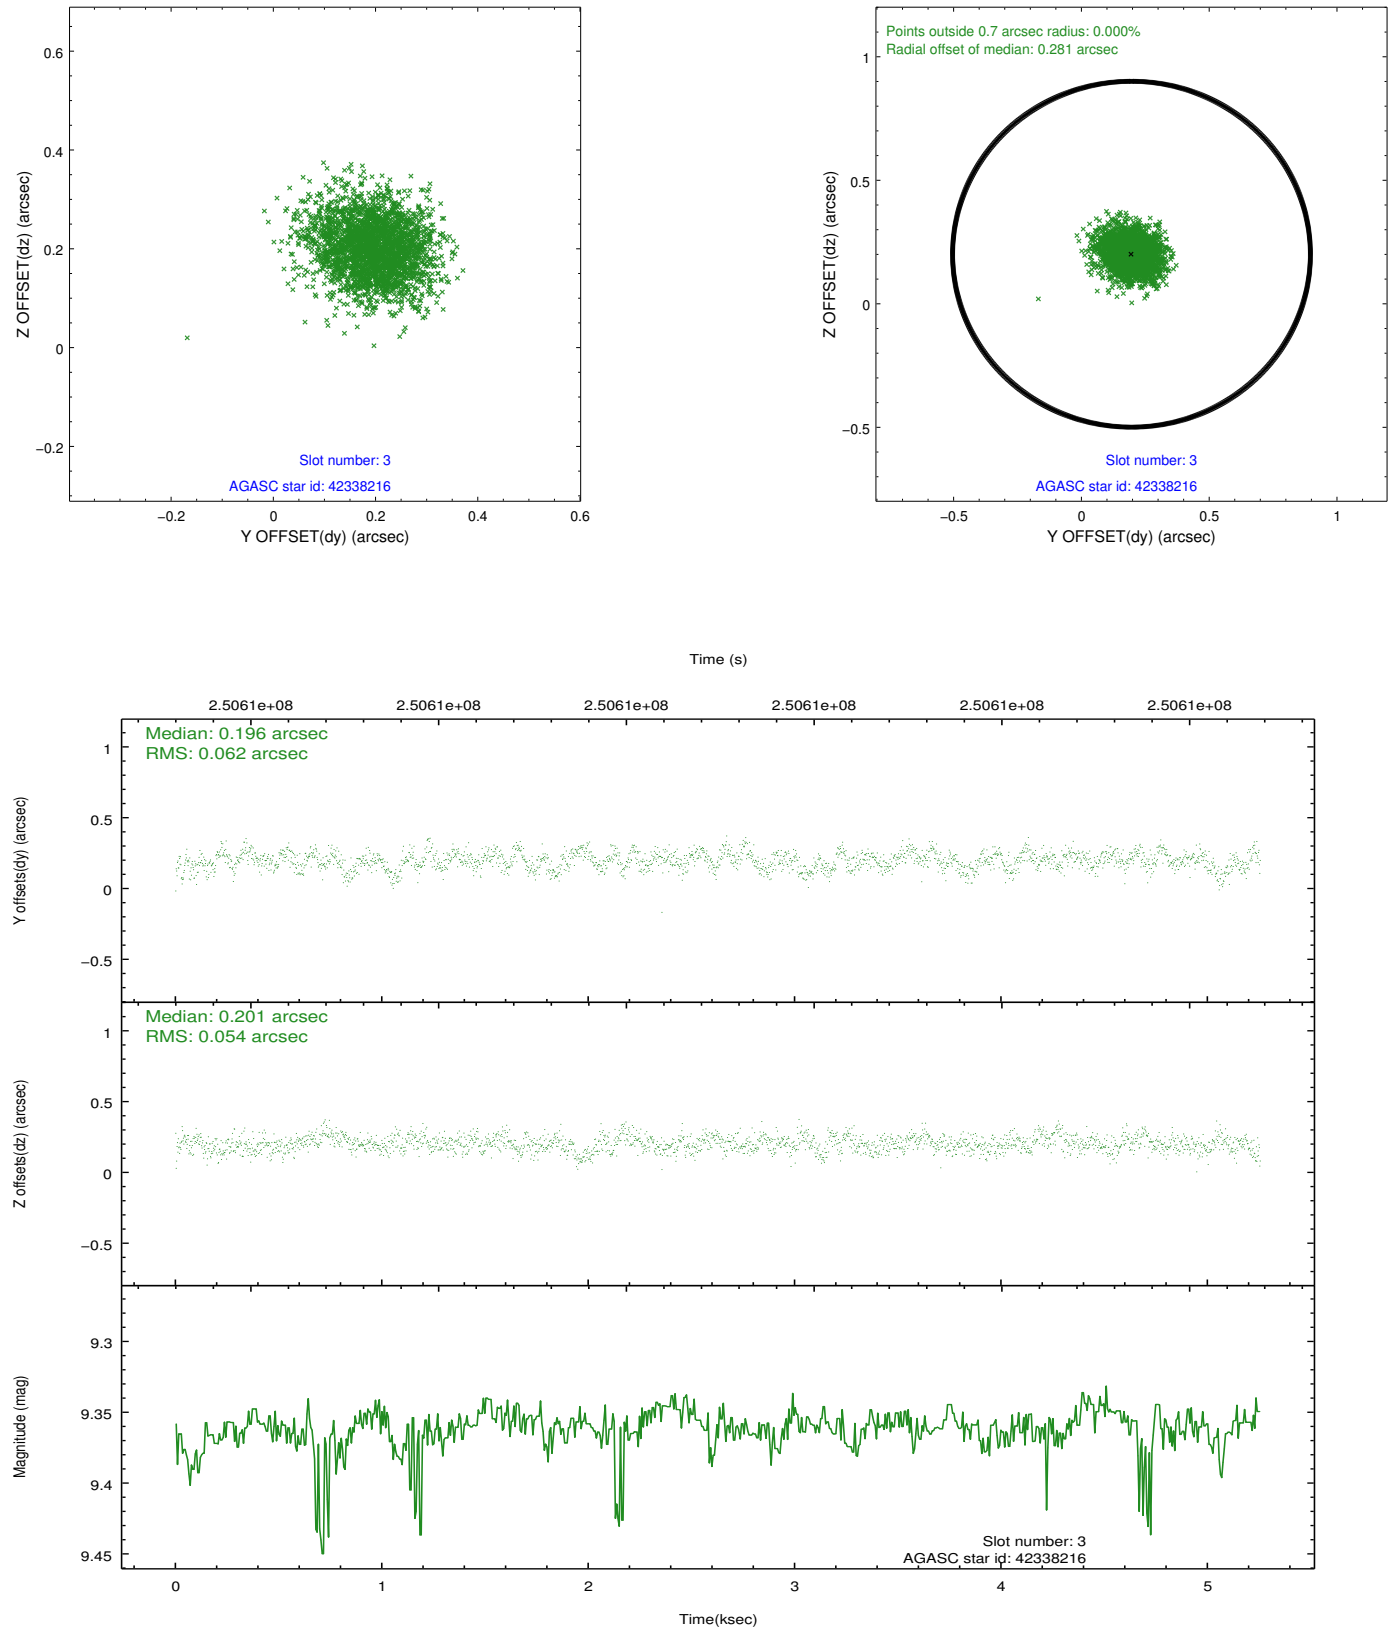 0.6
0.4
0.2
0
−0.2
−0.2
0
0.2
0.4
0.6
Z OFFSET(dz) (arcsec)
Y OFFSET(dy) (arcsec)
Slot number: 3
AGASC star id: 42338216
Points outside 0.7 arcsec radius: 0.000%
Radial offset of median: 0.281 arcsec
1
0.5
0
−0.5
−0.5
0
0.5
1
Z OFFSET(dz) (arcsec)
Y OFFSET(dy) (arcsec)
Slot number: 3
AGASC star id: 42338216
Time (s)
2.5061e+08 2.5061e+08 2.5061e+08 2.5061e+08 2.5061e+08 2.5061e+08
Median: 0.196 arcsec
RMS: 0.062 arcsec
1
0.5
0
−0.5
Y offsets(dy) (arcsec)
Median: 0.201 arcsec
RMS: 0.054 arcsec
1
0.5
0
−0.5
Z offsets(dz) (arcsec)
9.3
9.35
9.4
9.45
Magnitude (mag)
Slot number: 3
AGASC star id: 42338216
0 1 2 3 4 5
Time(ksec)